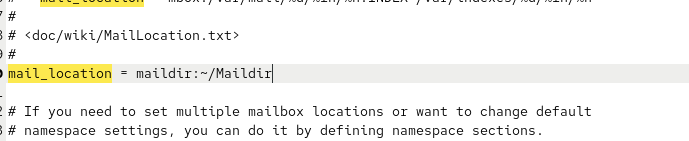 #
# <doc/wiki/MailLocation.txt>
#
mail_location = maildir:~/Maildir
# If you need to set multiple mailbox locations or want to change default
# namespace settings, you can do it by defining namespace sections.